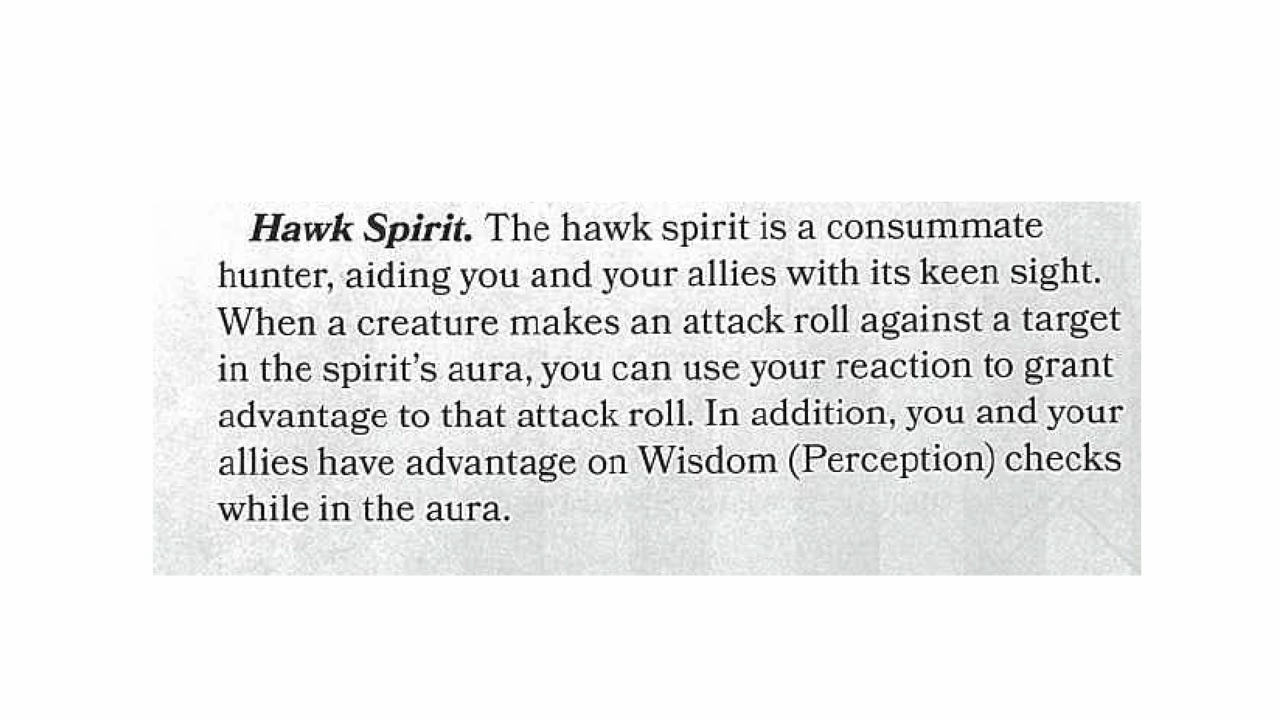 Hawk Spirit. The hawk spirit is a consummate
hunter, aiding you and your allies with its keen sight.
When a creature makes an attack roll against a target
in the spirit's aura, you can use your reaction to grant
advantage to that attack roll. In addition, you and your
allies have advantage on Wisdom (Perception) checks
while in the aura.